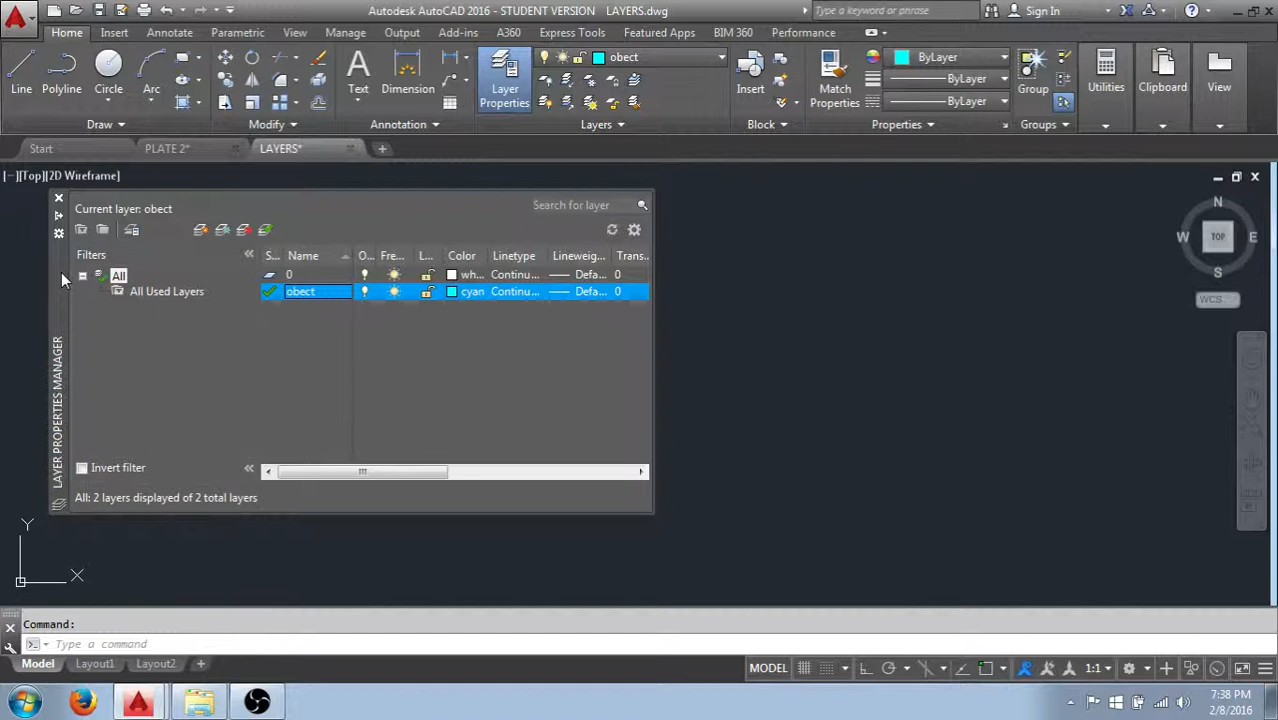 Autodesk AutoCAD 2016 - STUDENT VERSION LAYERS.dwg
Type a keyword or phrase
Sign In
Home Insert Annotate Parametric View Manage Output Add-ins A360 Express Tools Featured Apps BIM 360 Performance
Line Polyline Circle Arc
Text Dimension
Layer Properties
obect
Insert
Match Properties
ByLayer
ByLayer
ByLayer
Group
Utilities Clipboard View
Draw Modify Annotation Layers Block Properties Groups
Start PLATE 2* LAYERS*
[−][Top][2D Wireframe]
N
W TOP E
S
WCS
Current layer: obect
Search for layer
Filters
S... Name O... Fre... L... Color Linetype Lineweig... Trans...
All
0 wh... Continu... Defa... 0
All Used Layers
obect cyan Continu... Defa... 0
LAYER PROPERTIES MANAGER
Invert filter
All: 2 layers displayed of 2 total layers
Y
X
Command:
Type a command
Model Layout1 Layout2 +
MODEL 1:1
7:38 PM
2/8/2016